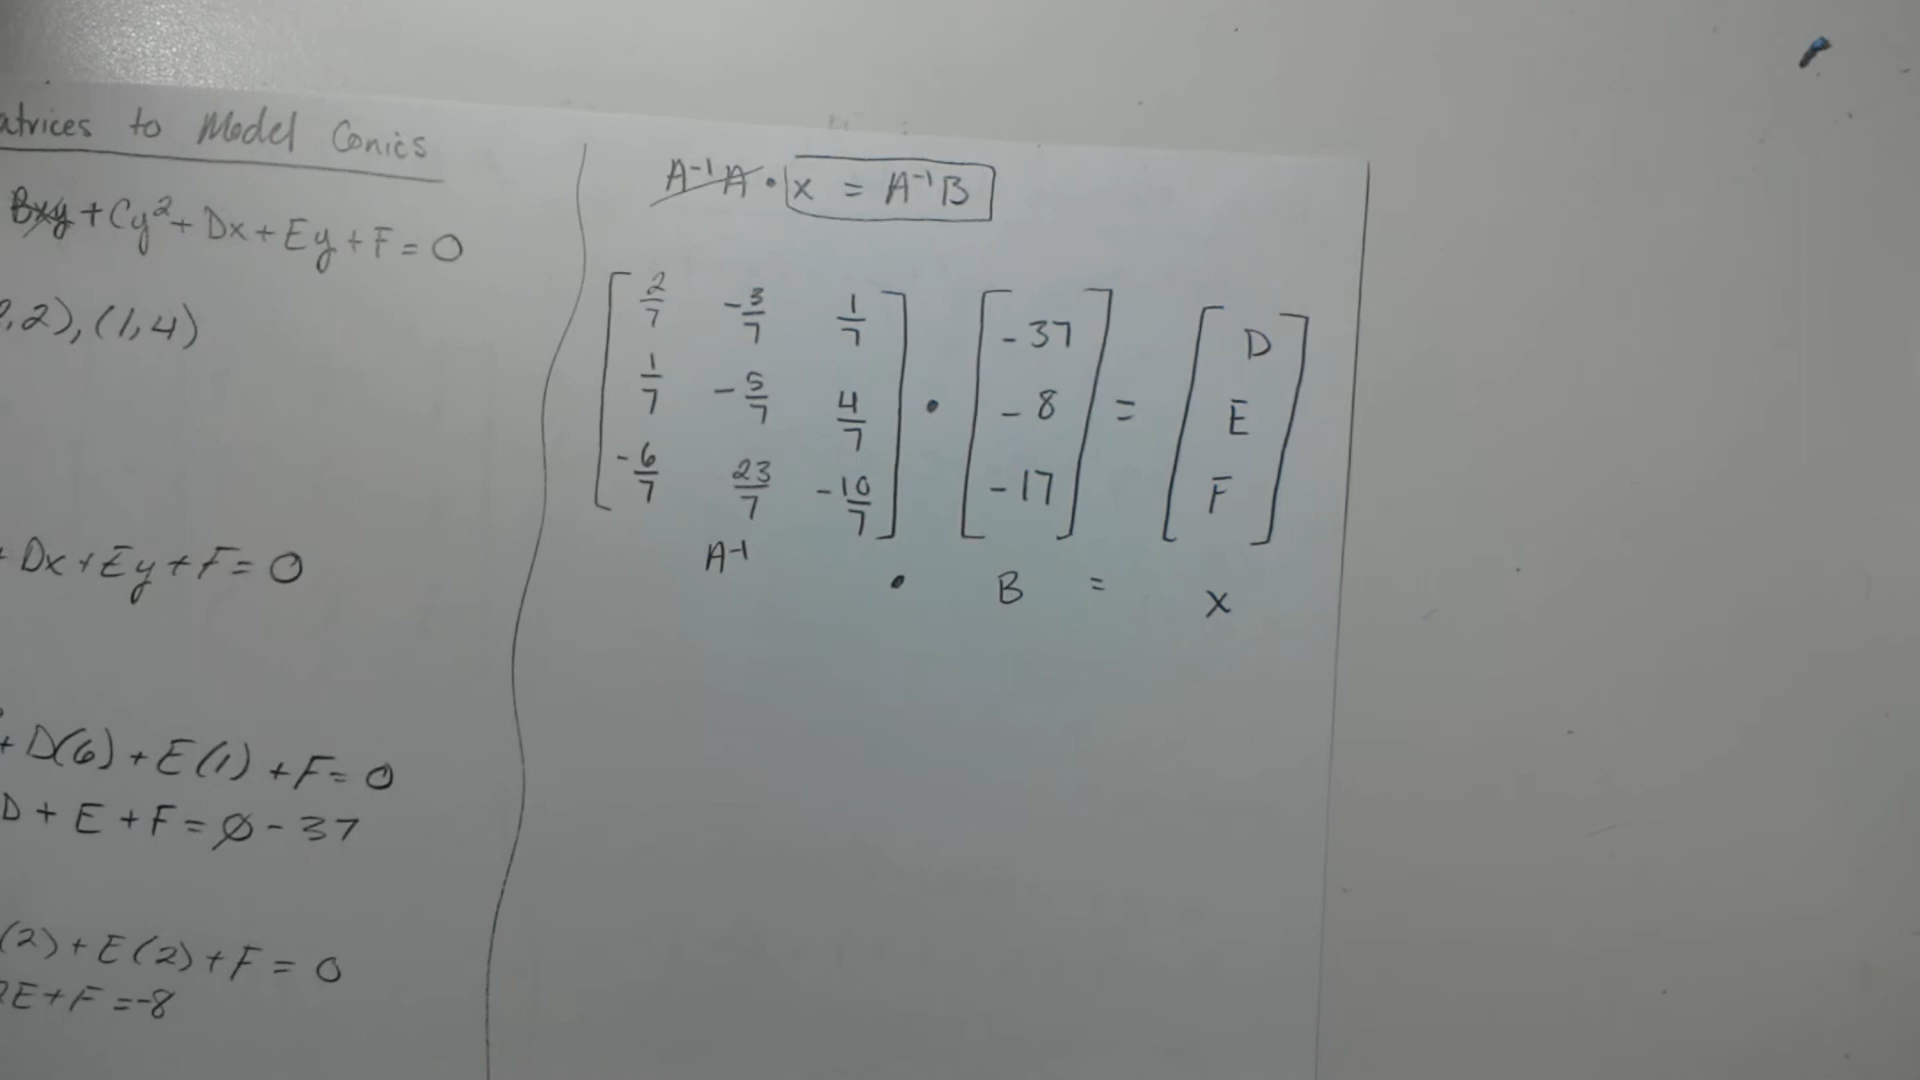 atrices to Model Conics
Bxy + Cy² + Dx + Ey + F = 0
,2), (1,4)
Dx + Ey + F = 0
+ D(6) + E(1) + F = 0
D + E + F = 0 - 37
(2) + E(2) + F = 0
E + F = -8
A⁻¹A · x = A⁻¹B
[ 2/7 -3/7 1/7 ] [ -37 ] [ D ]
[ 1/7 -5/7 4/7 ] · [ -8 ] = [ E ]
[ -6/7 23/7 -10/7 ] [ -17 ] [ F ]
A⁻¹ · B = x